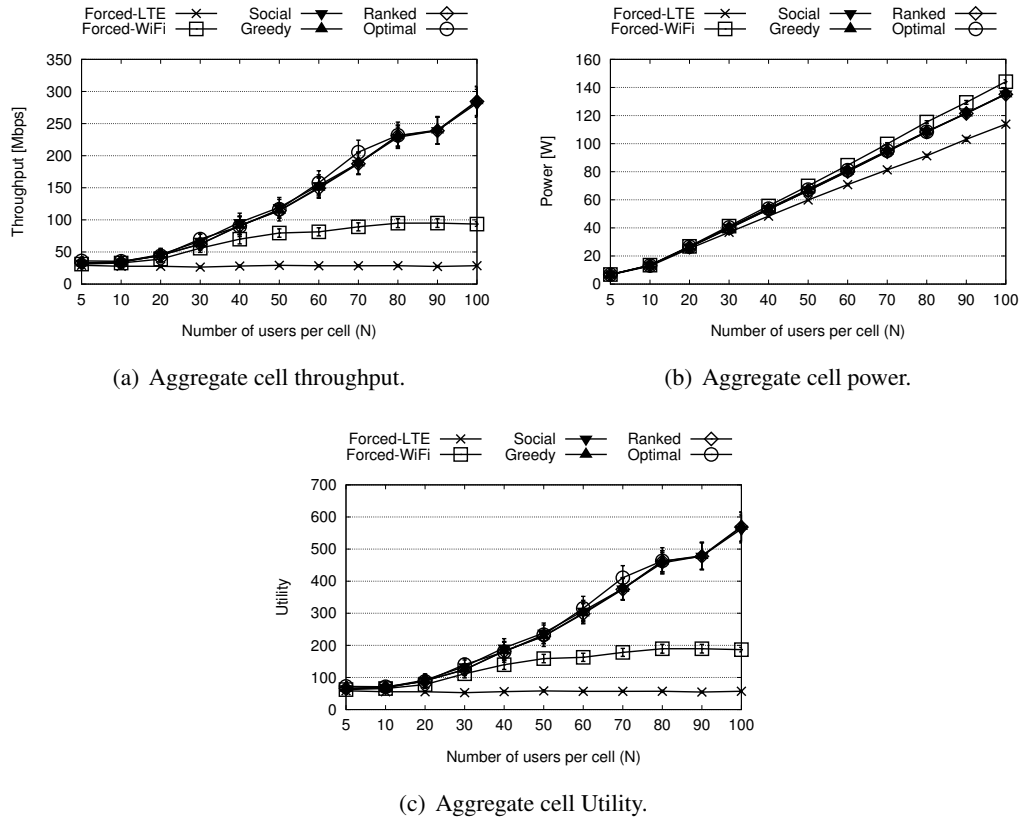 Forced-LTE Social Ranked
Forced-WiFi Greedy Optimal
350
300
250
200
150
100
50
0
Throughput [Mbps]
5 10 20 30 40 50 60 70 80 90 100
Number of users per cell (N)
(a) Aggregate cell throughput.
Forced-LTE Social Ranked
Forced-WiFi Greedy Optimal
160
140
120
100
80
60
40
20
0
Power [W]
5 10 20 30 40 50 60 70 80 90 100
Number of users per cell (N)
(b) Aggregate cell power.
Forced-LTE Social Ranked
Forced-WiFi Greedy Optimal
700
600
500
400
300
200
100
0
Utility
5 10 20 30 40 50 60 70 80 90 100
Number of users per cell (N)
(c) Aggregate cell Utility.